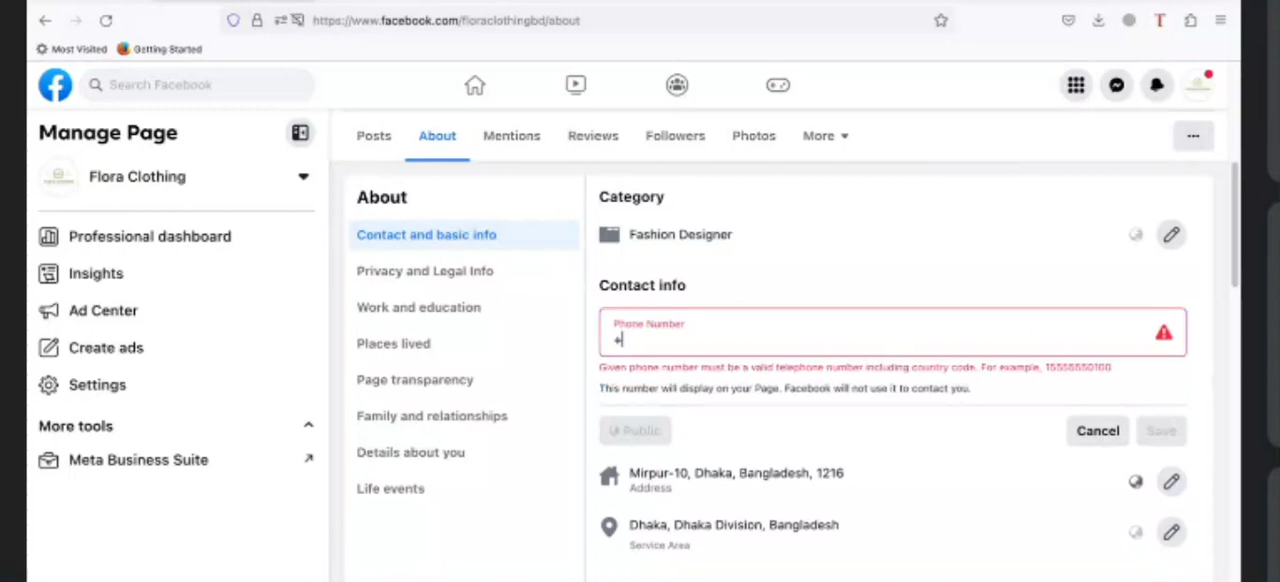 https://www.facebook.com/floraclothingbd/about
T
Most Visited
Getting Started
Search Facebook
Manage Page
Flora Clothing
Professional dashboard
Insights
Ad Center
Create ads
Settings
More tools
Meta Business Suite
Posts
About
Mentions
Reviews
Followers
Photos
More
About
Contact and basic info
Privacy and Legal Info
Work and education
Places lived
Page transparency
Family and relationships
Details about you
Life events
Category
Fashion Designer
Contact info
Phone Number
+
Given phone number must be a valid telephone number including country code. For example, 15555550100
This number will display on your Page. Facebook will not use it to contact you.
Public
Cancel
Save
Mirpur-10, Dhaka, Bangladesh, 1216
Address
Dhaka, Dhaka Division, Bangladesh
Service Area